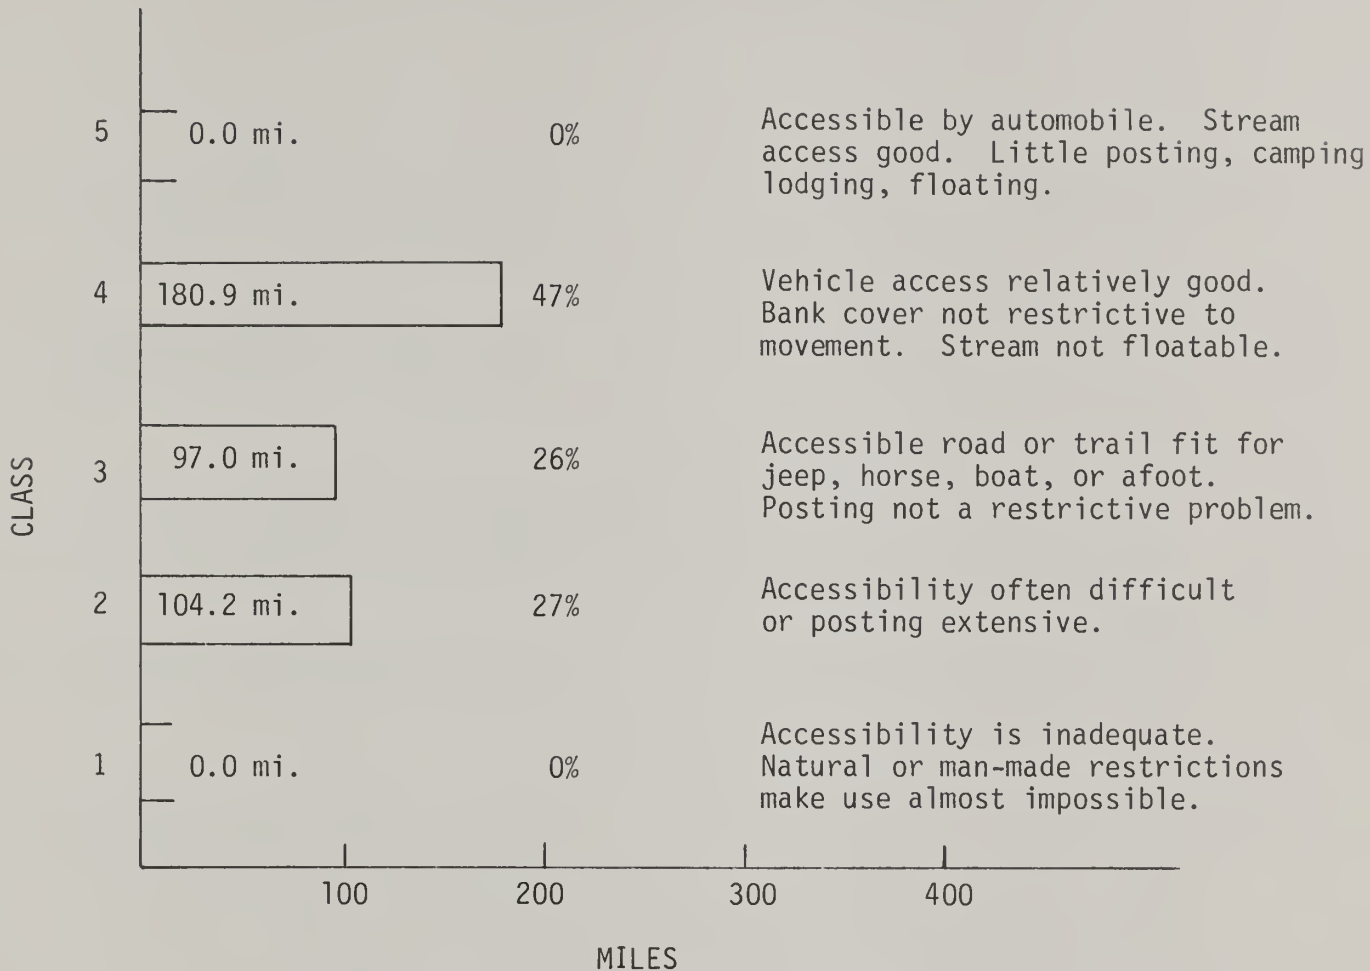 5 0.0 mi. 0% Accessible by automobile. Stream
access good. Little posting, camping
lodging, floating.
4 180.9 mi. 47% Vehicle access relatively good.
Bank cover not restrictive to
movement. Stream not floatable.
3 97.0 mi. 26% Accessible road or trail fit for
jeep, horse, boat, or afoot.
Posting not a restrictive problem.
CLASS
2 104.2 mi. 27% Accessibility often difficult
or posting extensive.
1 0.0 mi. 0% Accessibility is inadequate.
Natural or man-made restrictions
make use almost impossible.
100 200 300 400
MILES